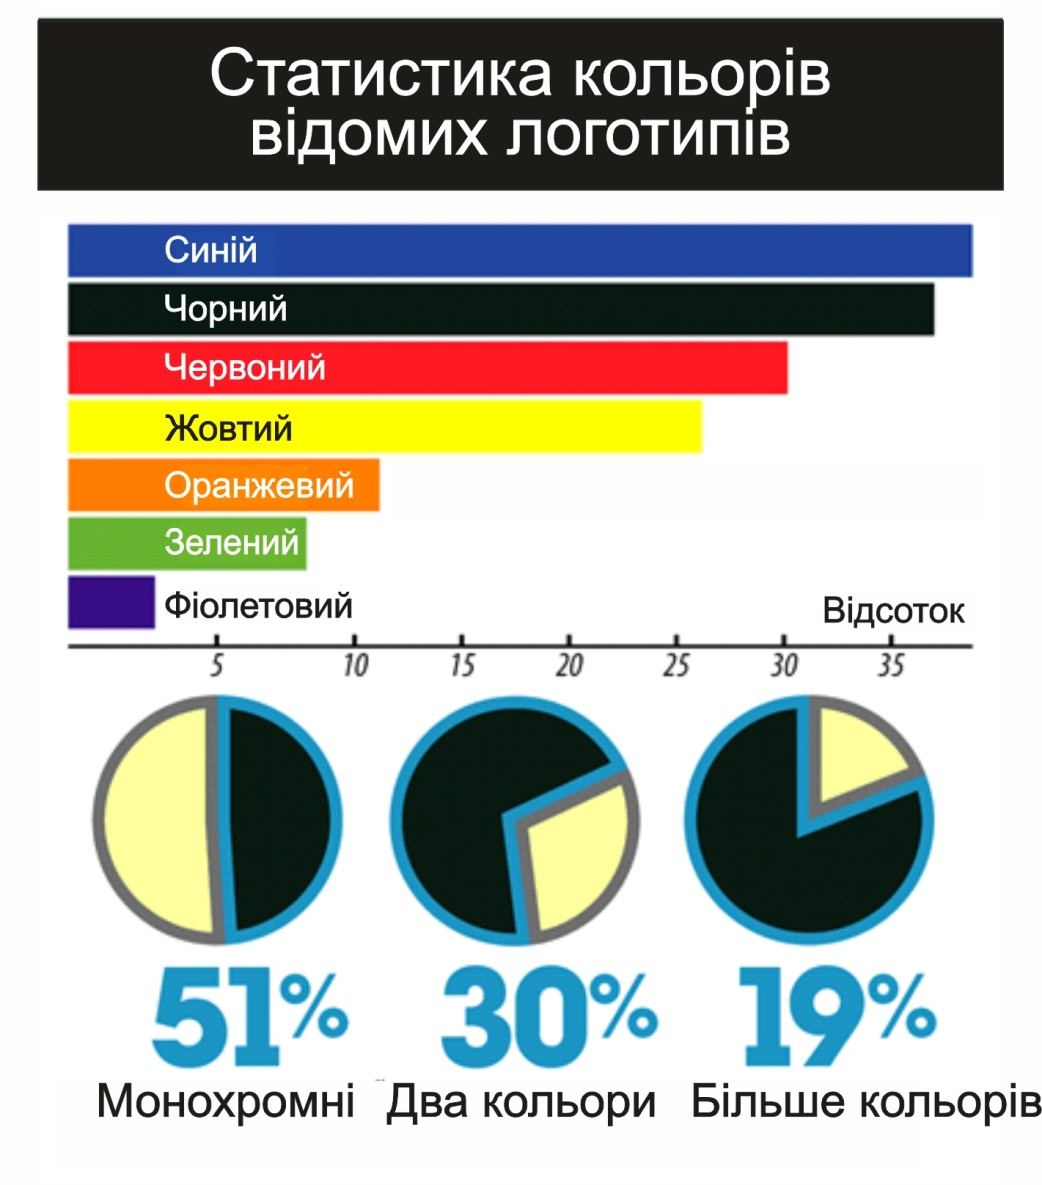 Статистика кольорів
відомих логотипів
Синій
Чорний
Червоний
Жовтий
Оранжевий
Зелений
Фіолетовий
Відсоток
5 10 15 20 25 30 35
51% 30% 19%
Монохромні Два кольори Більше кольорів